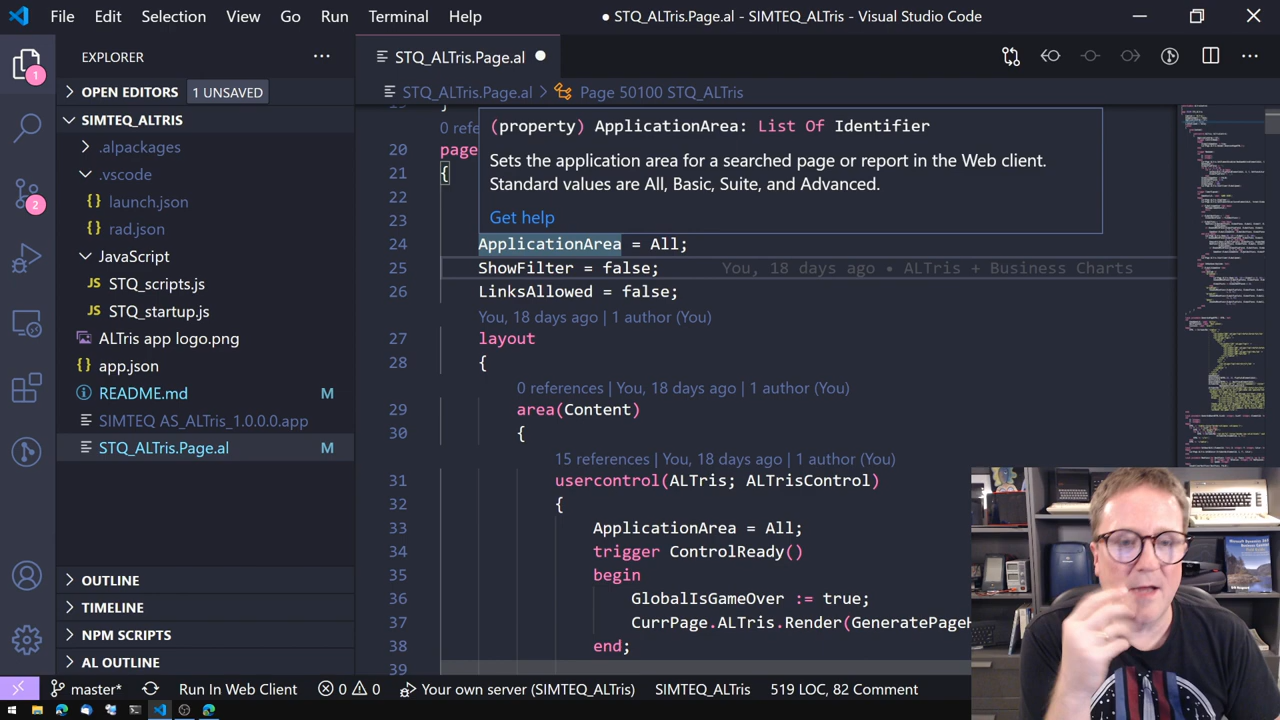 File Edit Selection View Go Run Terminal Help
● STQ_ALTris.Page.al - SIMTEQ_ALTris - Visual Studio Code
EXPLORER
OPEN EDITORS 1 UNSAVED
SIMTEQ_ALTRIS
.alpackages
.vscode
launch.json
rad.json
JavaScript
STQ_scripts.js
STQ_startup.js
ALTris app logo.png
app.json
README.md M
SIMTEQ AS_ALTris_1.0.0.0.app
STQ_ALTris.Page.al M
OUTLINE
TIMELINE
NPM SCRIPTS
AL OUTLINE
1
2
STQ_ALTris.Page.al ●
STQ_ALTris.Page.al > Page 50100 STQ_ALTris
0 refe
(property) ApplicationArea: List Of Identifier
Sets the application area for a searched page or report in the Web client.
Standard values are All, Basic, Suite, and Advanced.
Get help
20 page
21 {
22
23
24 ApplicationArea = All;
25 ShowFilter = false; You, 18 days ago • ALTris + Business Charts
26 LinksAllowed = false;
You, 18 days ago | 1 author (You)
27 layout
28 {
0 references | You, 18 days ago | 1 author (You)
29 area(Content)
30 {
15 references | You, 18 days ago | 1 author (You)
31 usercontrol(ALTris; ALTrisControl)
32 {
33 ApplicationArea = All;
34 trigger ControlReady()
35 begin
36 GlobalIsGameOver := true;
37 CurrPage.ALTris.Render(GeneratePageH
38 end;
39
master* Run In Web Client 0 0 Your own server (SIMTEQ_ALTris) SIMTEQ_ALTris 519 LOC, 82 Comment